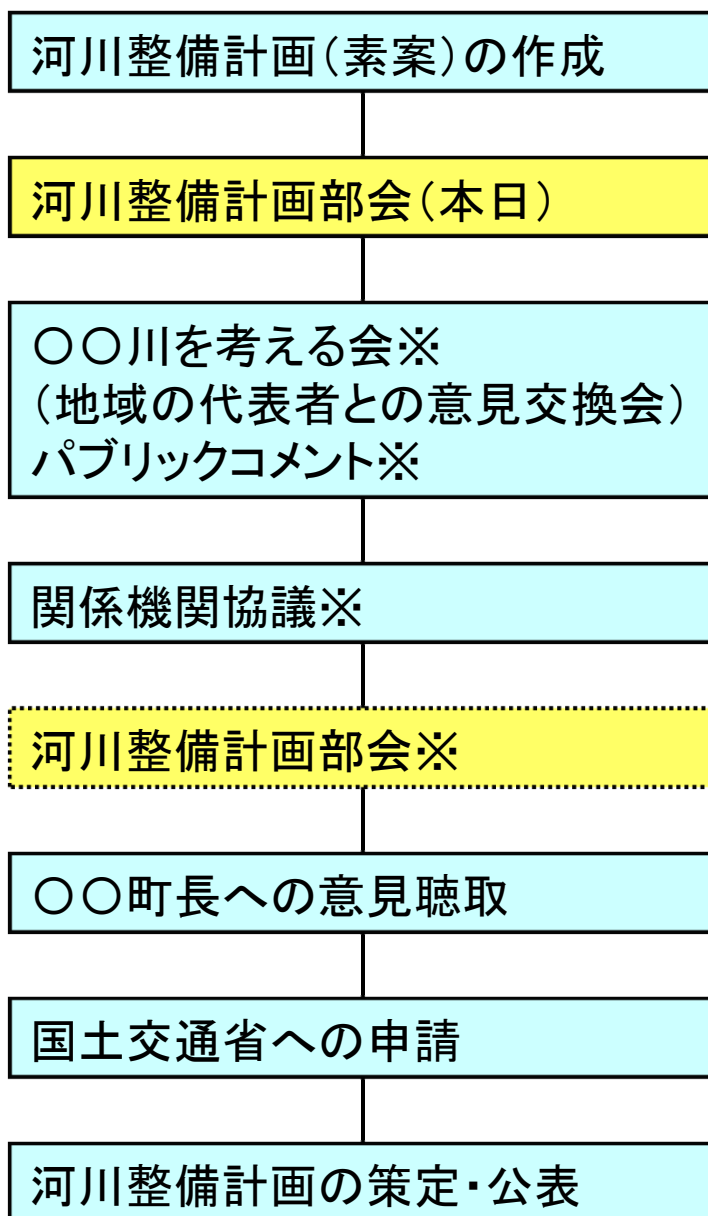 河川整備計画（素案）の作成
河川整備計画部会（本日）
〇〇川を考える会※
（地域の代表者との意見交換会）
パブリックコメント※
関係機関協議※
河川整備計画部会※
〇〇町長への意見聴取
国土交通省への申請
河川整備計画の策定・公表